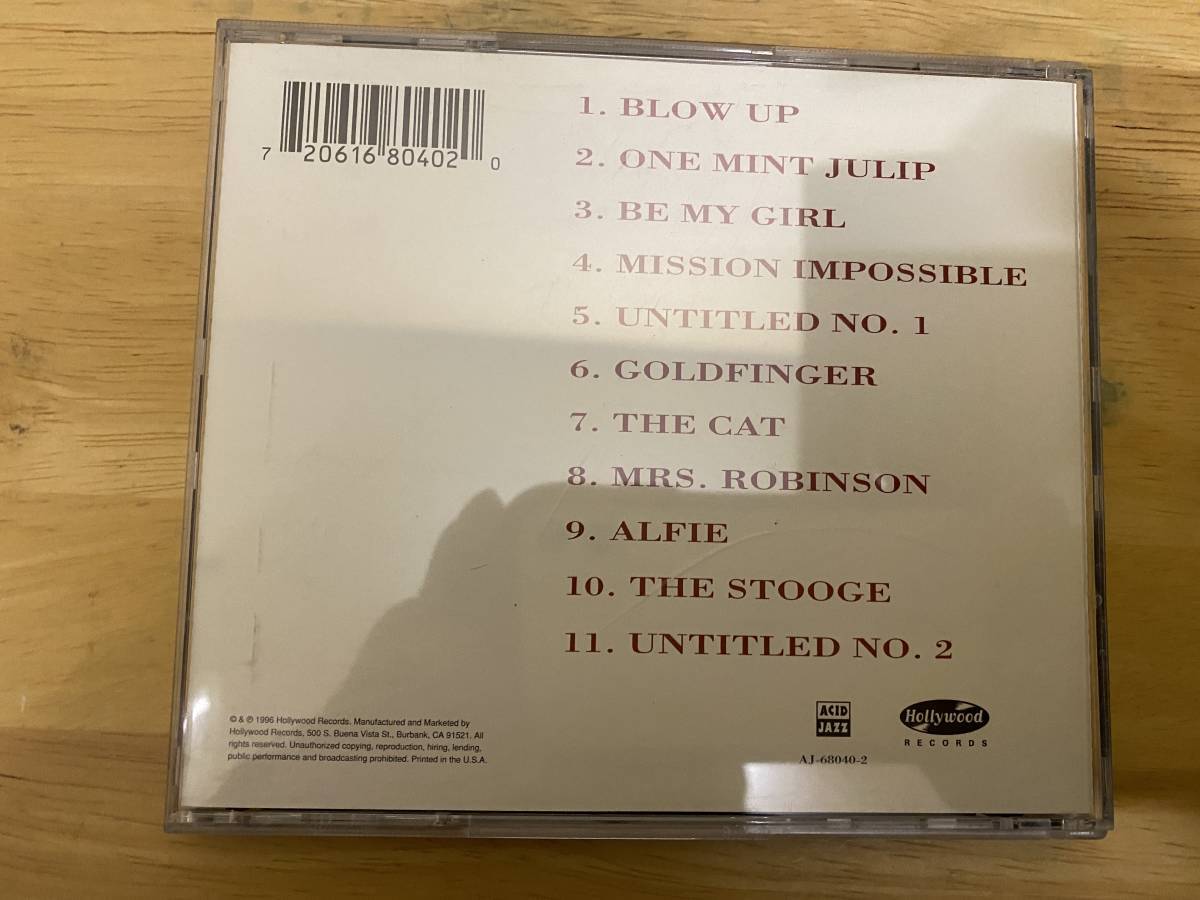 7 20616 80402 0
1. BLOW UP
2. ONE MINT JULIP
3. BE MY GIRL
4. MISSION IMPOSSIBLE
5. UNTITLED NO. 1
6. GOLDFINGER
7. THE CAT
8. MRS. ROBINSON
9. ALFIE
10. THE STOOGE
11. UNTITLED NO. 2
© & ℗ 1996 Hollywood Records. Manufactured and Marketed by
Hollywood Records, 500 S. Buena Vista St., Burbank, CA 91521. All
rights reserved. Unauthorized copying, reproduction, hiring, lending,
public performance and broadcasting prohibited. Printed in the U.S.A.
ACID
JAZZ
AJ-68040-2
Hollywood
RECORDS